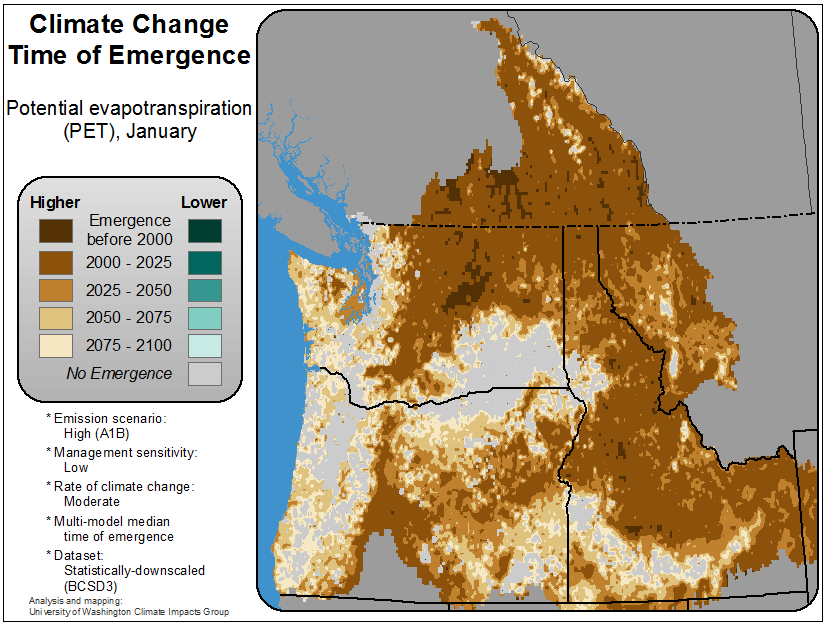 Climate Change
Time of Emergence
Potential evapotranspiration
(PET), January
Higher Lower
Emergence
before 2000
2000 - 2025
2025 - 2050
2050 - 2075
2075 - 2100
No Emergence
* Emission scenario:
High (A1B)
* Management sensitivity:
Low
* Rate of climate change:
Moderate
* Multi-model median
time of emergence
* Dataset:
Statistically-downscaled
(BCSD3)
Analysis and mapping:
University of Washington Climate Impacts Group